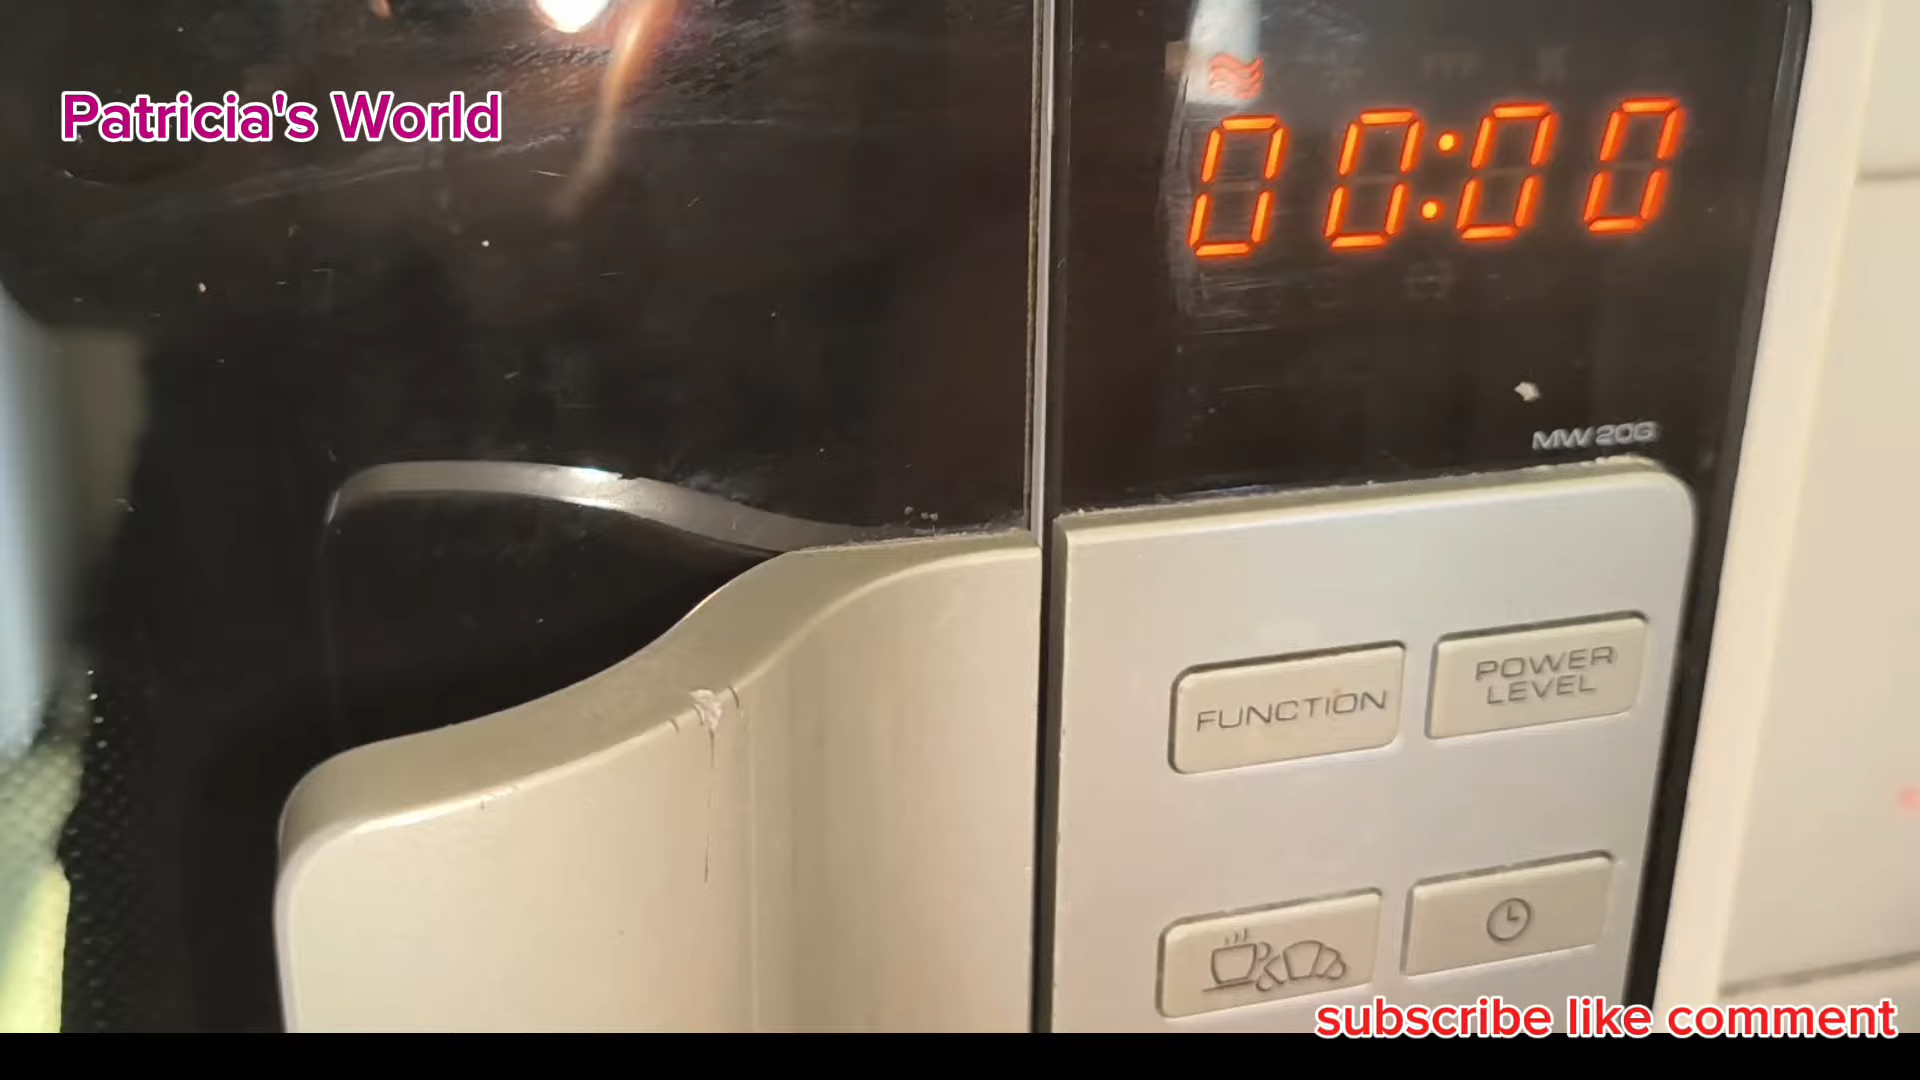 Patricia's World
00:00
MW 20G
FUNCTION
POWER
LEVEL
subscribe like comment